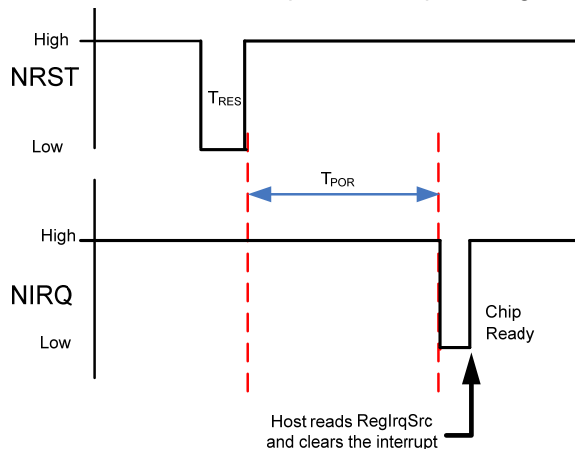 High
NRST
TRES
Low
TPOR
High
NIRQ
Chip
Ready
Low
Host reads RegIrqSrc
and clears the interrupt